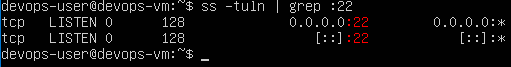 devops-user@devops-vm:~$ ss -tuln | grep :22
tcp   LISTEN 0      128                 0.0.0.0:22        0.0.0.0:*
tcp   LISTEN 0      128                    [::]:22           [::]:*
devops-user@devops-vm:~$ _